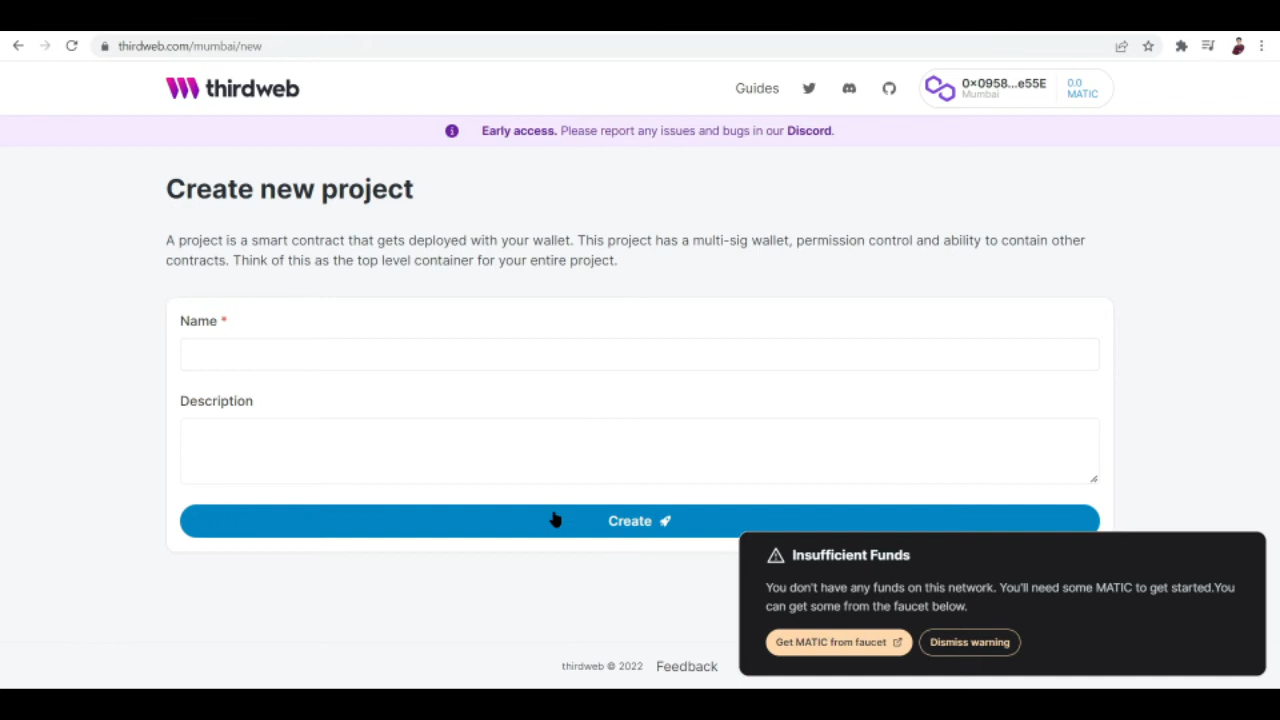 thirdweb.com/mumbai/new
thirdweb
Guides
0×0958...e55E
Mumbai
0.0
MATIC
Early access. Please report any issues and bugs in our Discord.
Create new project
A project is a smart contract that gets deployed with your wallet. This project has a multi-sig wallet, permission control and ability to contain other
contracts. Think of this as the top level container for your entire project.
Name *
Description
Create
Insufficient Funds
You don't have any funds on this network. You'll need some MATIC to get started.You
can get some from the faucet below.
Get MATIC from faucet
Dismiss warning
thirdweb © 2022
Feedback